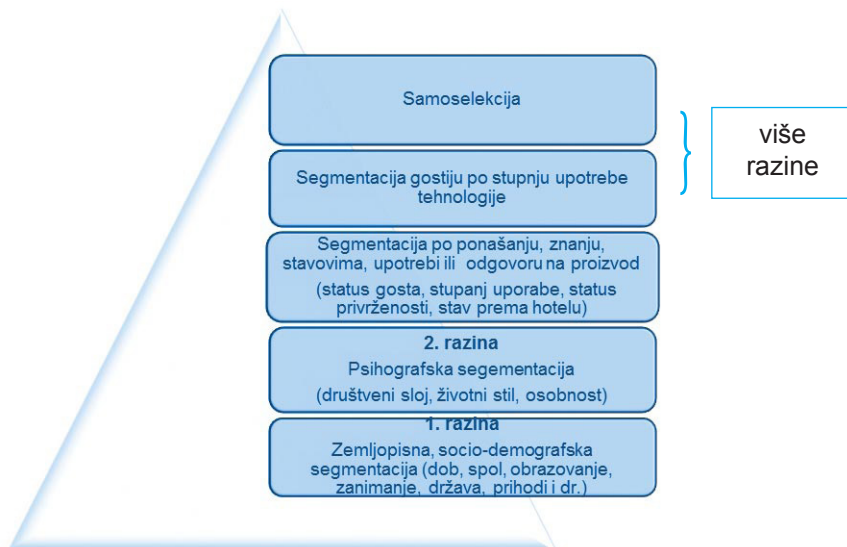 Samoselekcija
Segmentacija gostiju po stupnju upotrebe
tehnologije
Segmentacija po ponašanju, znanju,
stavovima, upotrebi ili odgovoru na proizvod
(status gosta, stupanj uporabe, status
privrženosti, stav prema hotelu)
2. razina
Psihografska segementacija
(društveni sloj, životni stil, osobnost)
1. razina
Zemljopisna, socio-demografska
segmentacija (dob, spol, obrazovanje,
zanimanje, država, prihodi i dr.)
više
razine